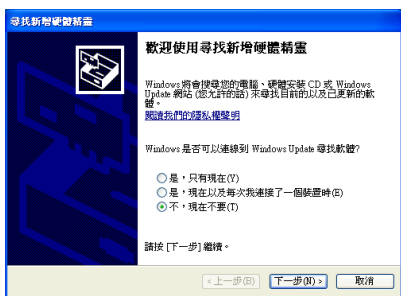 尋找新增硬體精靈
歡迎使用尋找新增硬體精靈
Windows 將會搜尋您的電腦、硬體安裝 CD 或 Windows
Update 網站 (您允許的話) 來尋找目前的以及已更新的軟
體。
閱讀我們的隱私權聲明
Windows 是否可以連線到 Windows Update 尋找軟體?
是，只有現在(Y)
是，現在以及每次我連接了一個裝置時(E)
不，現在不要(T)
請按 [下一步] 繼續。
< 上一步(B)
下一步(N) >
取消